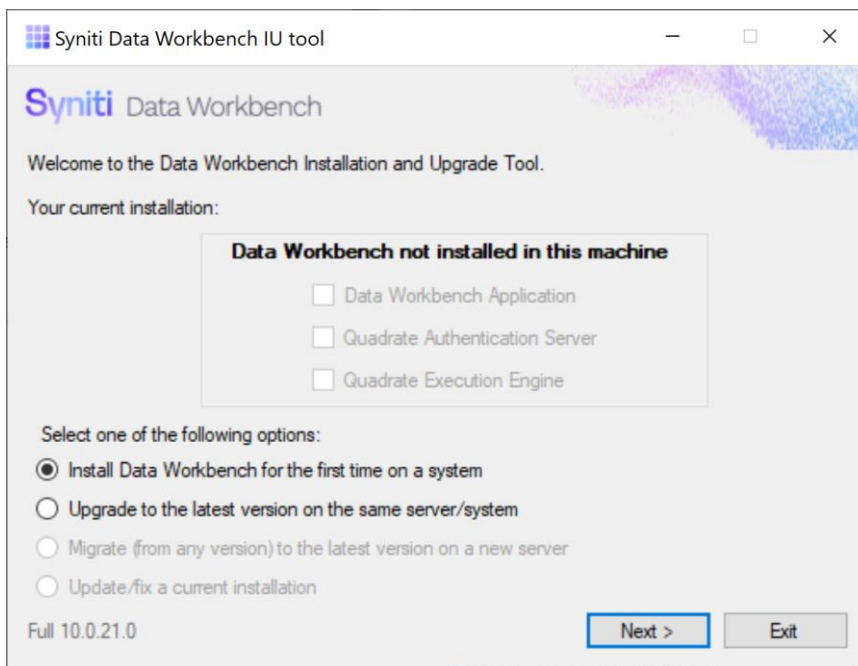 Syniti Data Workbench IU tool
Syniti Data Workbench
Welcome to the Data Workbench Installation and Upgrade Tool.
Your current installation:
Data Workbench not installed in this machine
Data Workbench Application
Quadrate Authentication Server
Quadrate Execution Engine
Select one of the following options:
Install Data Workbench for the first time on a system
Upgrade to the latest version on the same server/system
Migrate (from any version) to the latest version on a new server
Update/fix a current installation
Full 10.0.21.0 Next > Exit